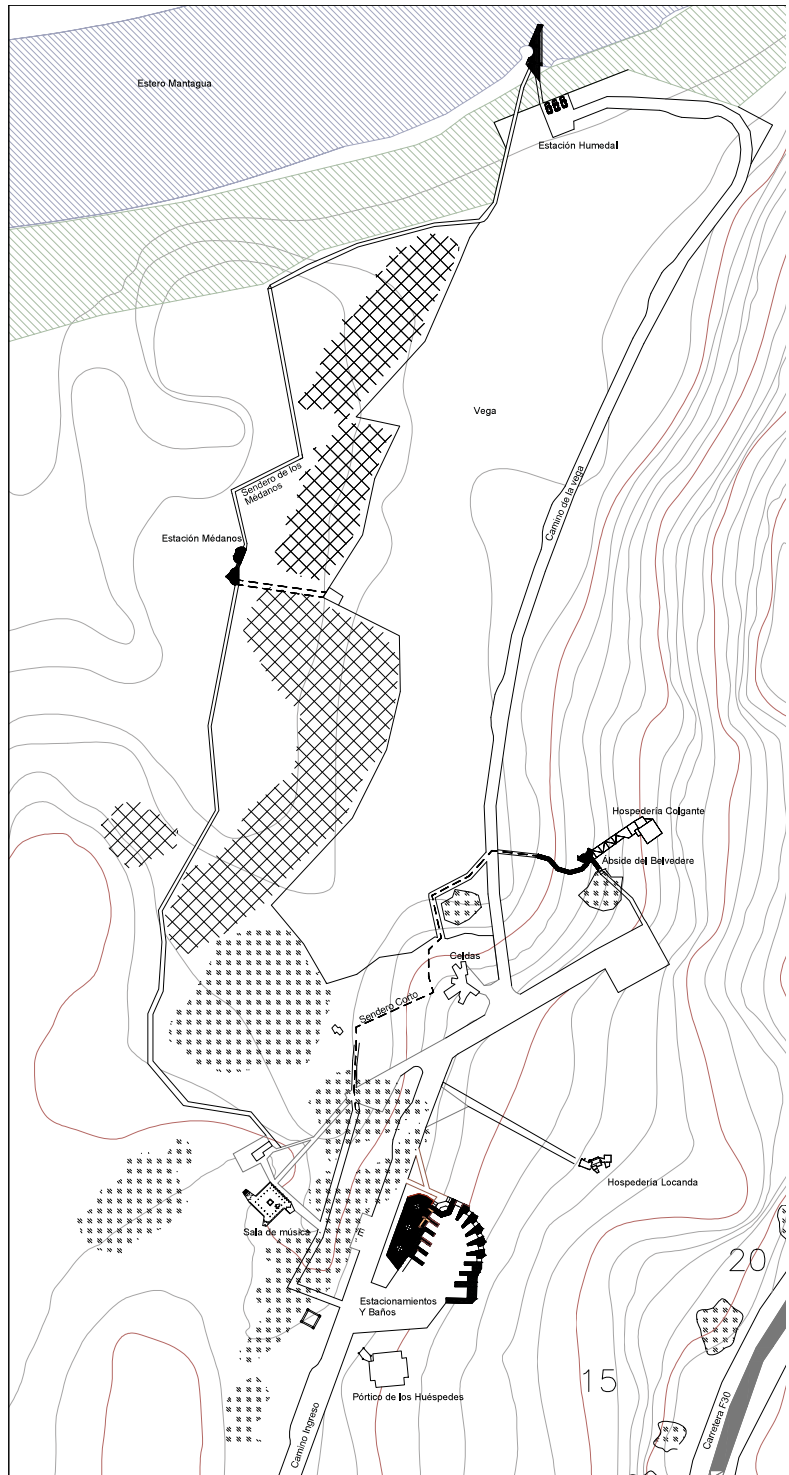 Estero Mantagua
Estación Humedal
Vega
Sendero de los
Médanos
Camino de la vega
Estación Médanos
Hospedería Colgante
Abside del Belvedere
Celdas
Sendero Corto
Hospedería Locanda
Sala de música
20
Estacionamientos
Y Baños
Pórtico de los Huéspedes
15
Camino Ingreso
Carretera F30